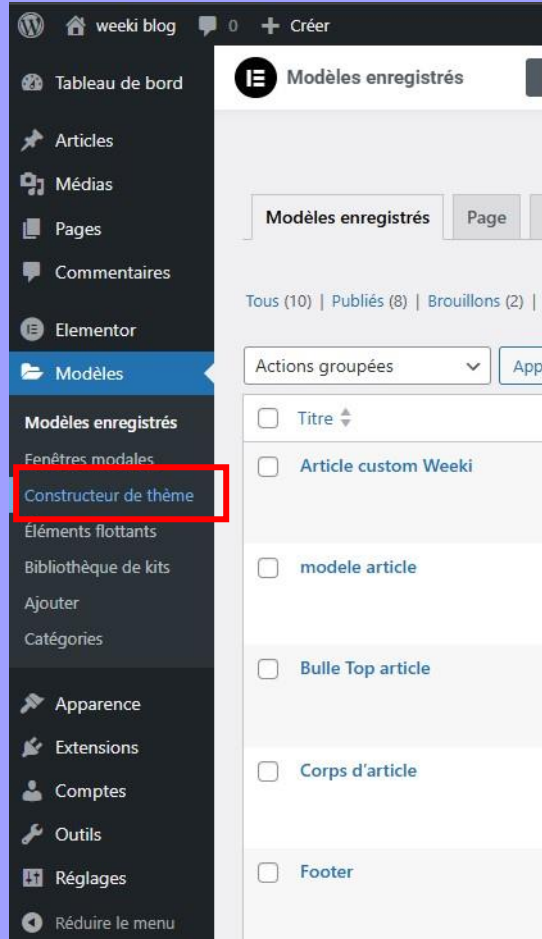 weeki blog 0 + Créer
Tableau de bord
Articles
Médias
Pages
Commentaires
Elementor
Modèles
Modèles enregistrés
Fenêtres modales
Constructeur de thème
Éléments flottants
Bibliothèque de kits
Ajouter
Catégories
Apparence
Extensions
Comptes
Outils
Réglages
Réduire le menu
Modèles enregistrés
Modèles enregistrés Page
Tous (10) | Publiés (8) | Brouillons (2) |
Actions groupées App
Titre
Article custom Weeki
modele article
Bulle Top article
Corps d'article
Footer